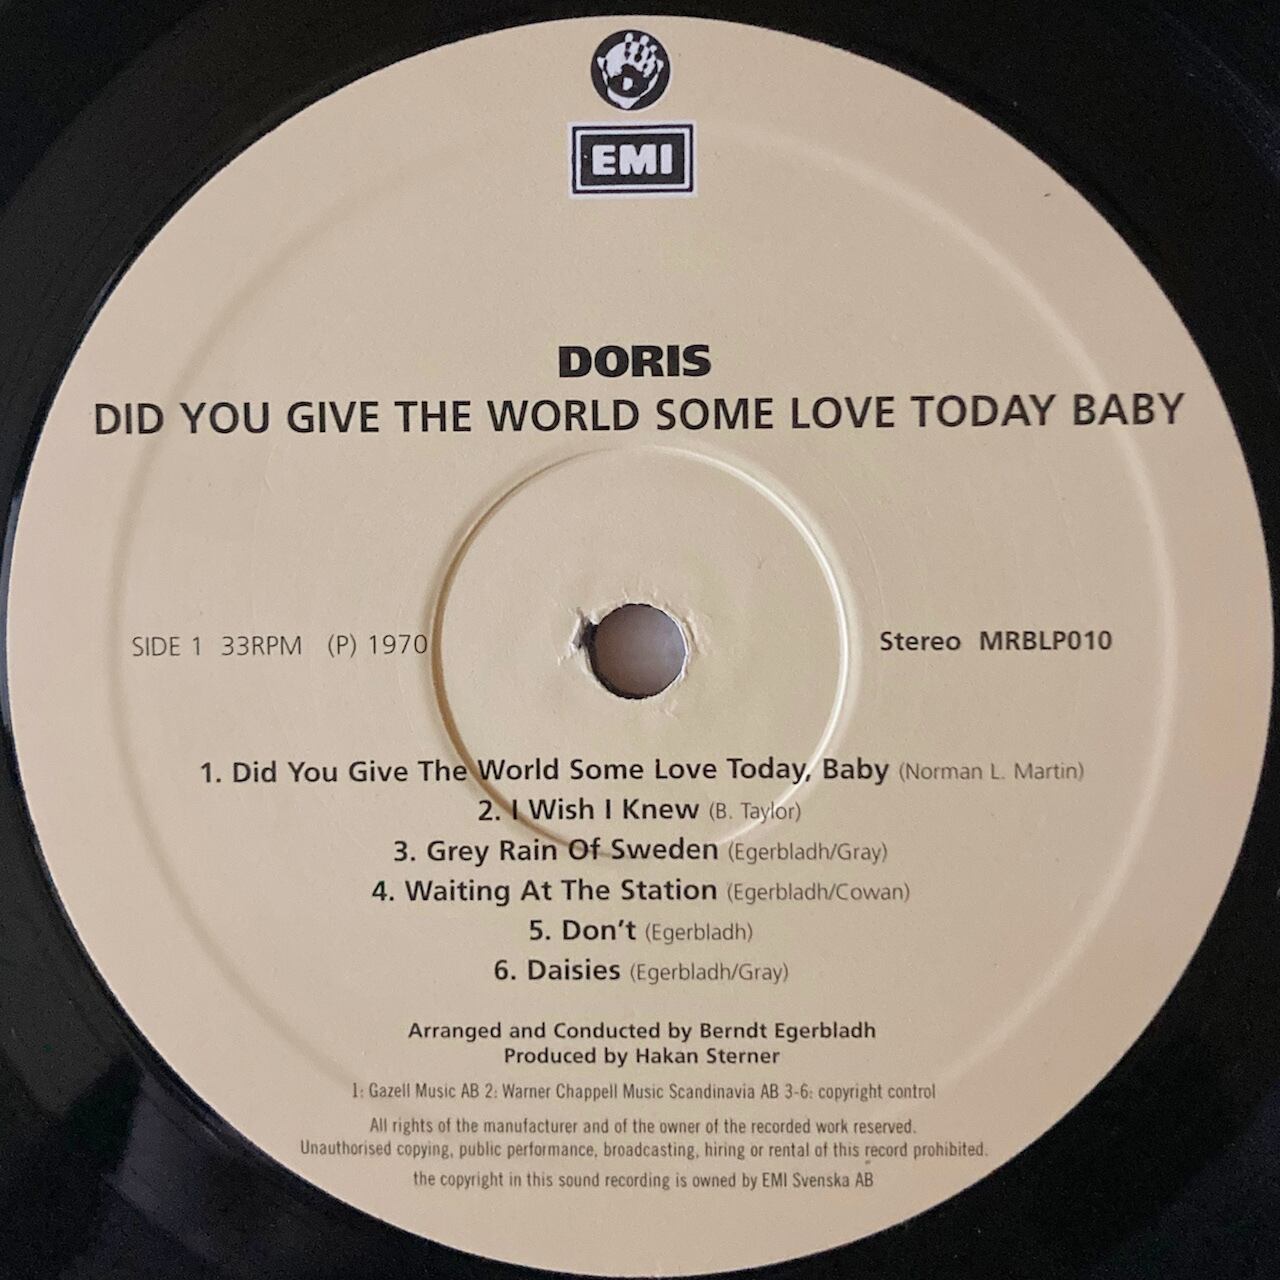 EMI
DORIS
DID YOU GIVE THE WORLD SOME LOVE TODAY BABY
SIDE 1 33RPM (P) 1970
Stereo MRBLP010
1. Did You Give The World Some Love Today, Baby (Norman L. Martin)
2. I Wish I Knew (B. Taylor)
3. Grey Rain Of Sweden (Egerbladh/Gray)
4. Waiting At The Station (Egerbladh/Cowan)
5. Don't (Egerbladh)
6. Daisies (Egerbladh/Gray)
Arranged and Conducted by Berndt Egerbladh
Produced by Hakan Sterner
1: Gazell Music AB 2: Warner Chappell Music Scandinavia AB 3-6: copyright control
All rights of the manufacturer and of the owner of the recorded work reserved.
Unauthorised copying, public performance, broadcasting, hiring or rental of this record prohibited.
the copyright in this sound recording is owned by EMI Svenska AB